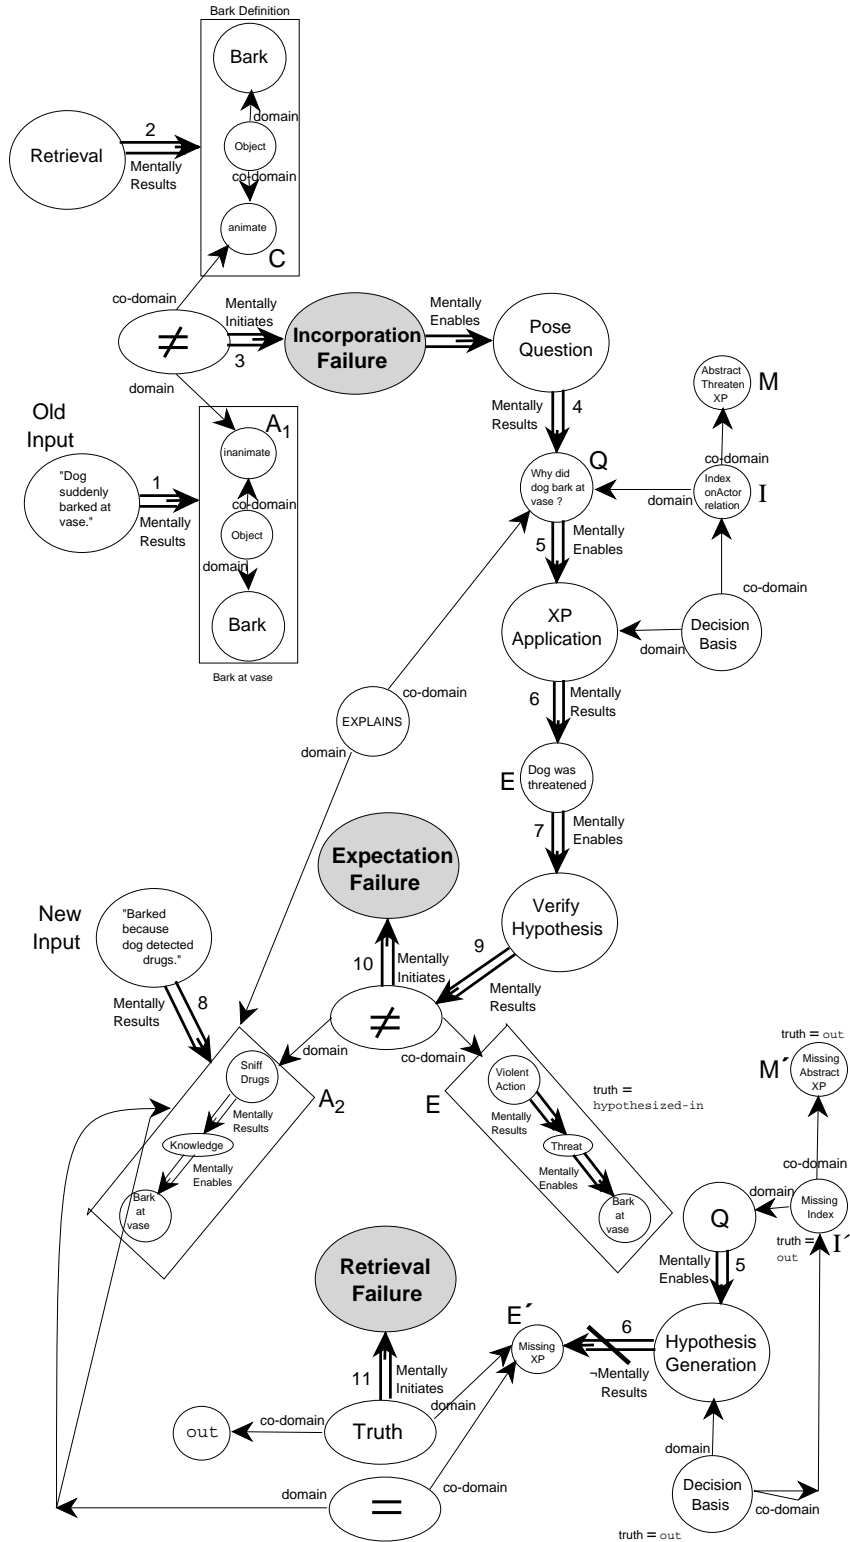 Bark Definition
Bark
domain
Object
co-domain
animate
C
2
Retrieval
Mentally
Results
co-domain
≠
domain
Mentally
Initiates
3
Incorporation
Failure
Mentally
Enables
Pose
Question
Mentally
Results
4
Abstract
Threaten
XP
M
co-domain
Index
onActor
relation
I
domain
Q
Why did
dog bark at
vase ?
Old
Input
"Dog
suddenly
barked at
vase."
1
Mentally
Results
A1
inanimate
co-domain
Object
domain
Bark
Bark at vase
5
Mentally
Enables
co-domain
Decision
Basis
domain
XP
Application
6
Mentally
Results
co-domain
EXPLAINS
domain
E
Dog was
threatened
7
Mentally
Enables
Expectation
Failure
Verify
Hypothesis
New
Input
"Barked
because
dog detected
drugs."
Mentally
Results
8
10
Mentally
Initiates
9
Mentally
Results
≠
domain
co-domain
Sniff
Drugs
Mentally
Results
Knowledge
Mentally
Enables
Bark
at
vase
A2
E
Violent
Action
Mentally
Results
Threat
Mentally
Enables
Bark
at
vase
truth =
hypothesized-in
truth = out
M´
Missing
Abstract
XP
co-domain
Missing
Index
domain
I´
truth =
out
Q
Mentally
Enables
5
Retrieval
Failure
E´
Missing
XP
6
¬Mentally
Results
Hypothesis
Generation
11
Mentally
Initiates
domain
Truth
co-domain
out
domain
=
co-domain
domain
Decision
Basis
co-domain
truth = out